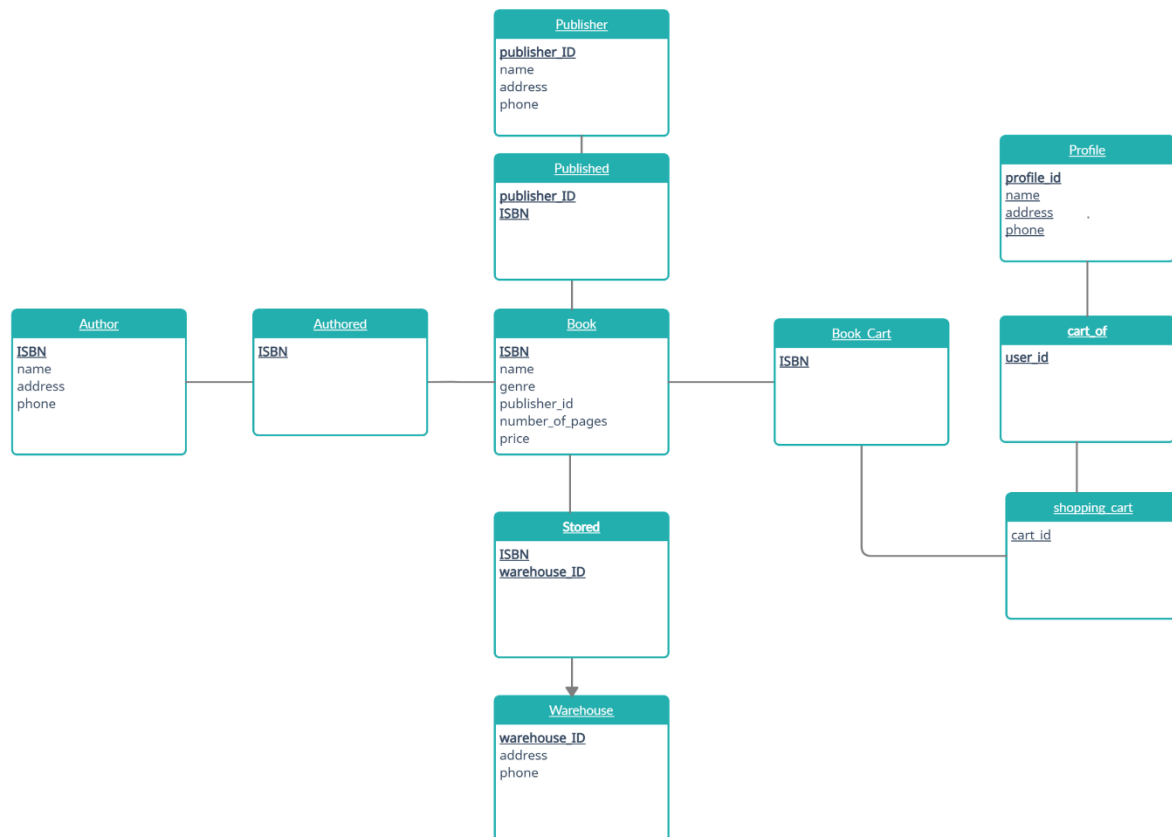 Publisher
publisher_ID
name
address
phone
Published
publisher_ID
ISBN
Profile
profile_id
name
address
phone
Author
ISBN
name
address
phone
Authored
ISBN
Book
ISBN
name
genre
publisher_id
number_of_pages
price
Book_Cart
ISBN
cart_of
user_id
Stored
ISBN
warehouse_ID
shopping_cart
cart_id
Warehouse
warehouse_ID
address
phone